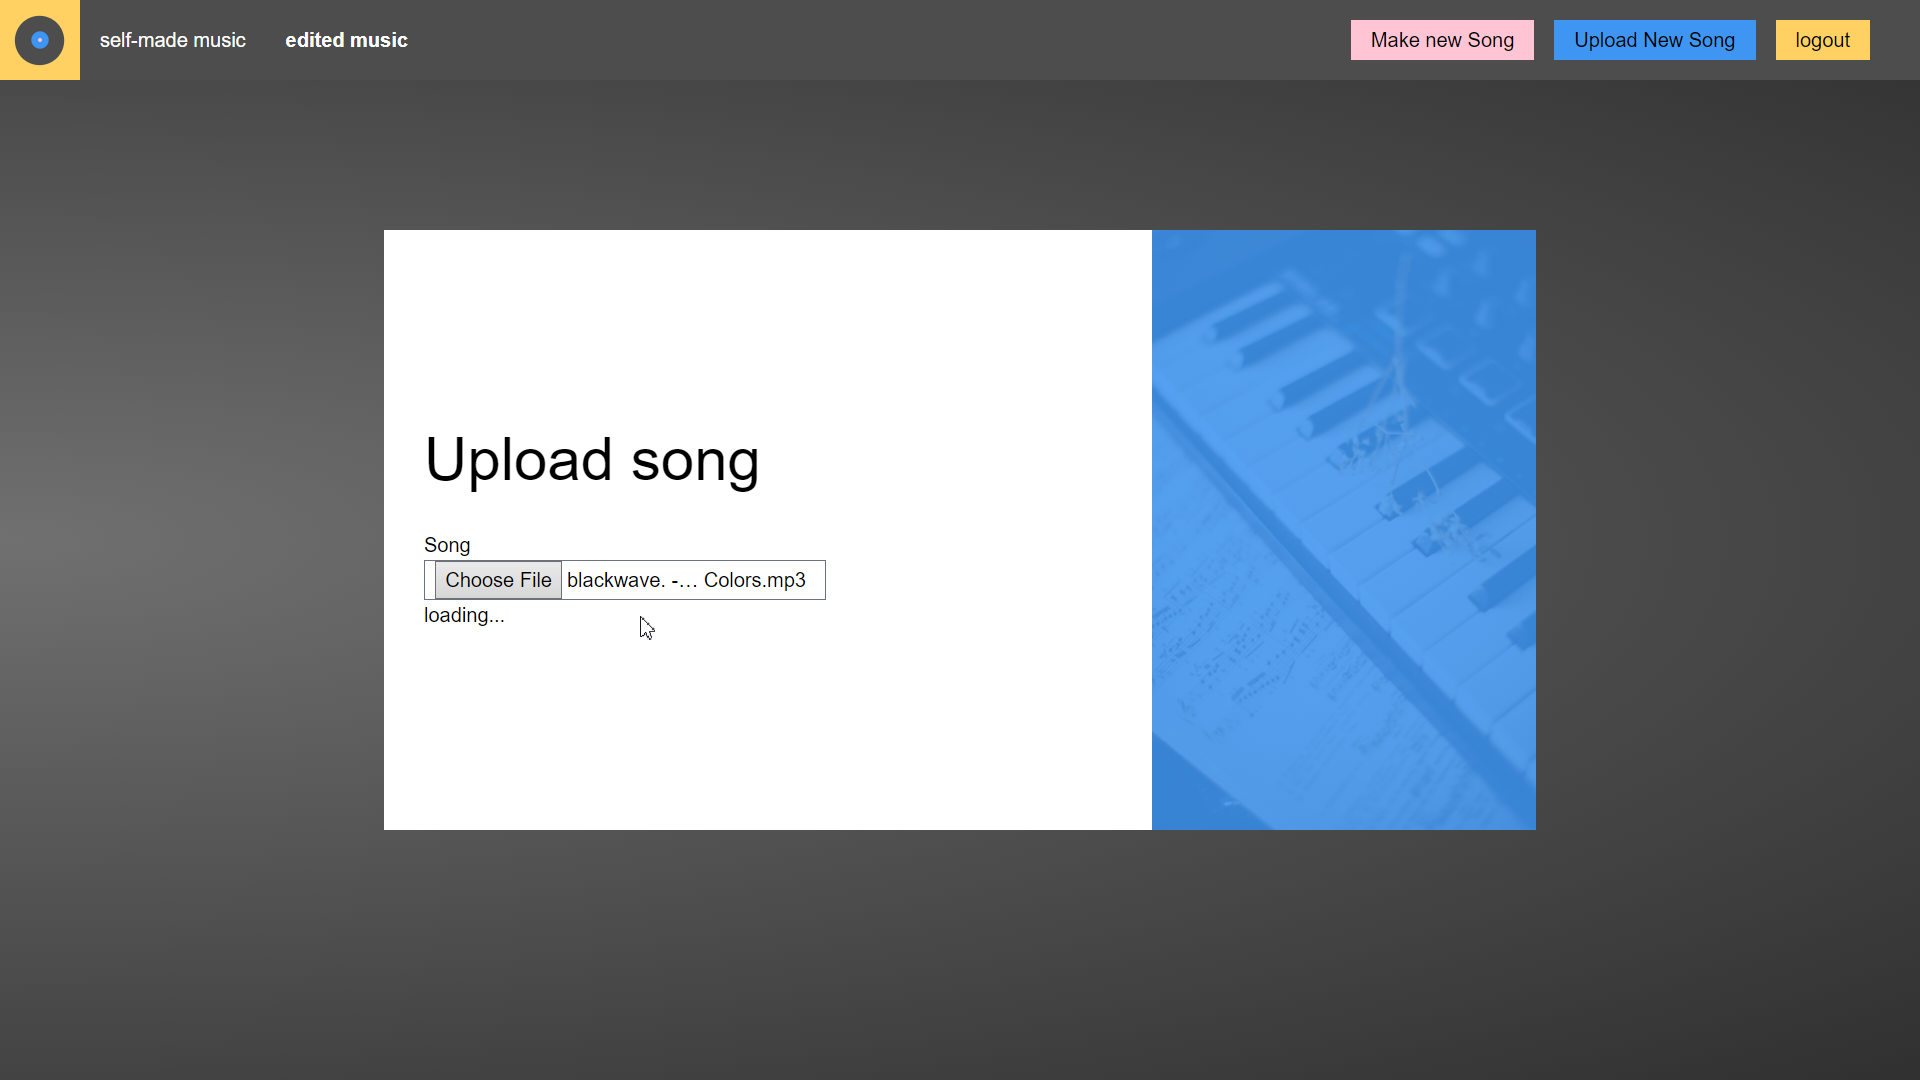 self-made music
edited music
Make new Song
Upload New Song
logout
Upload song
Song
Choose File blackwave. -... Colors.mp3
loading...